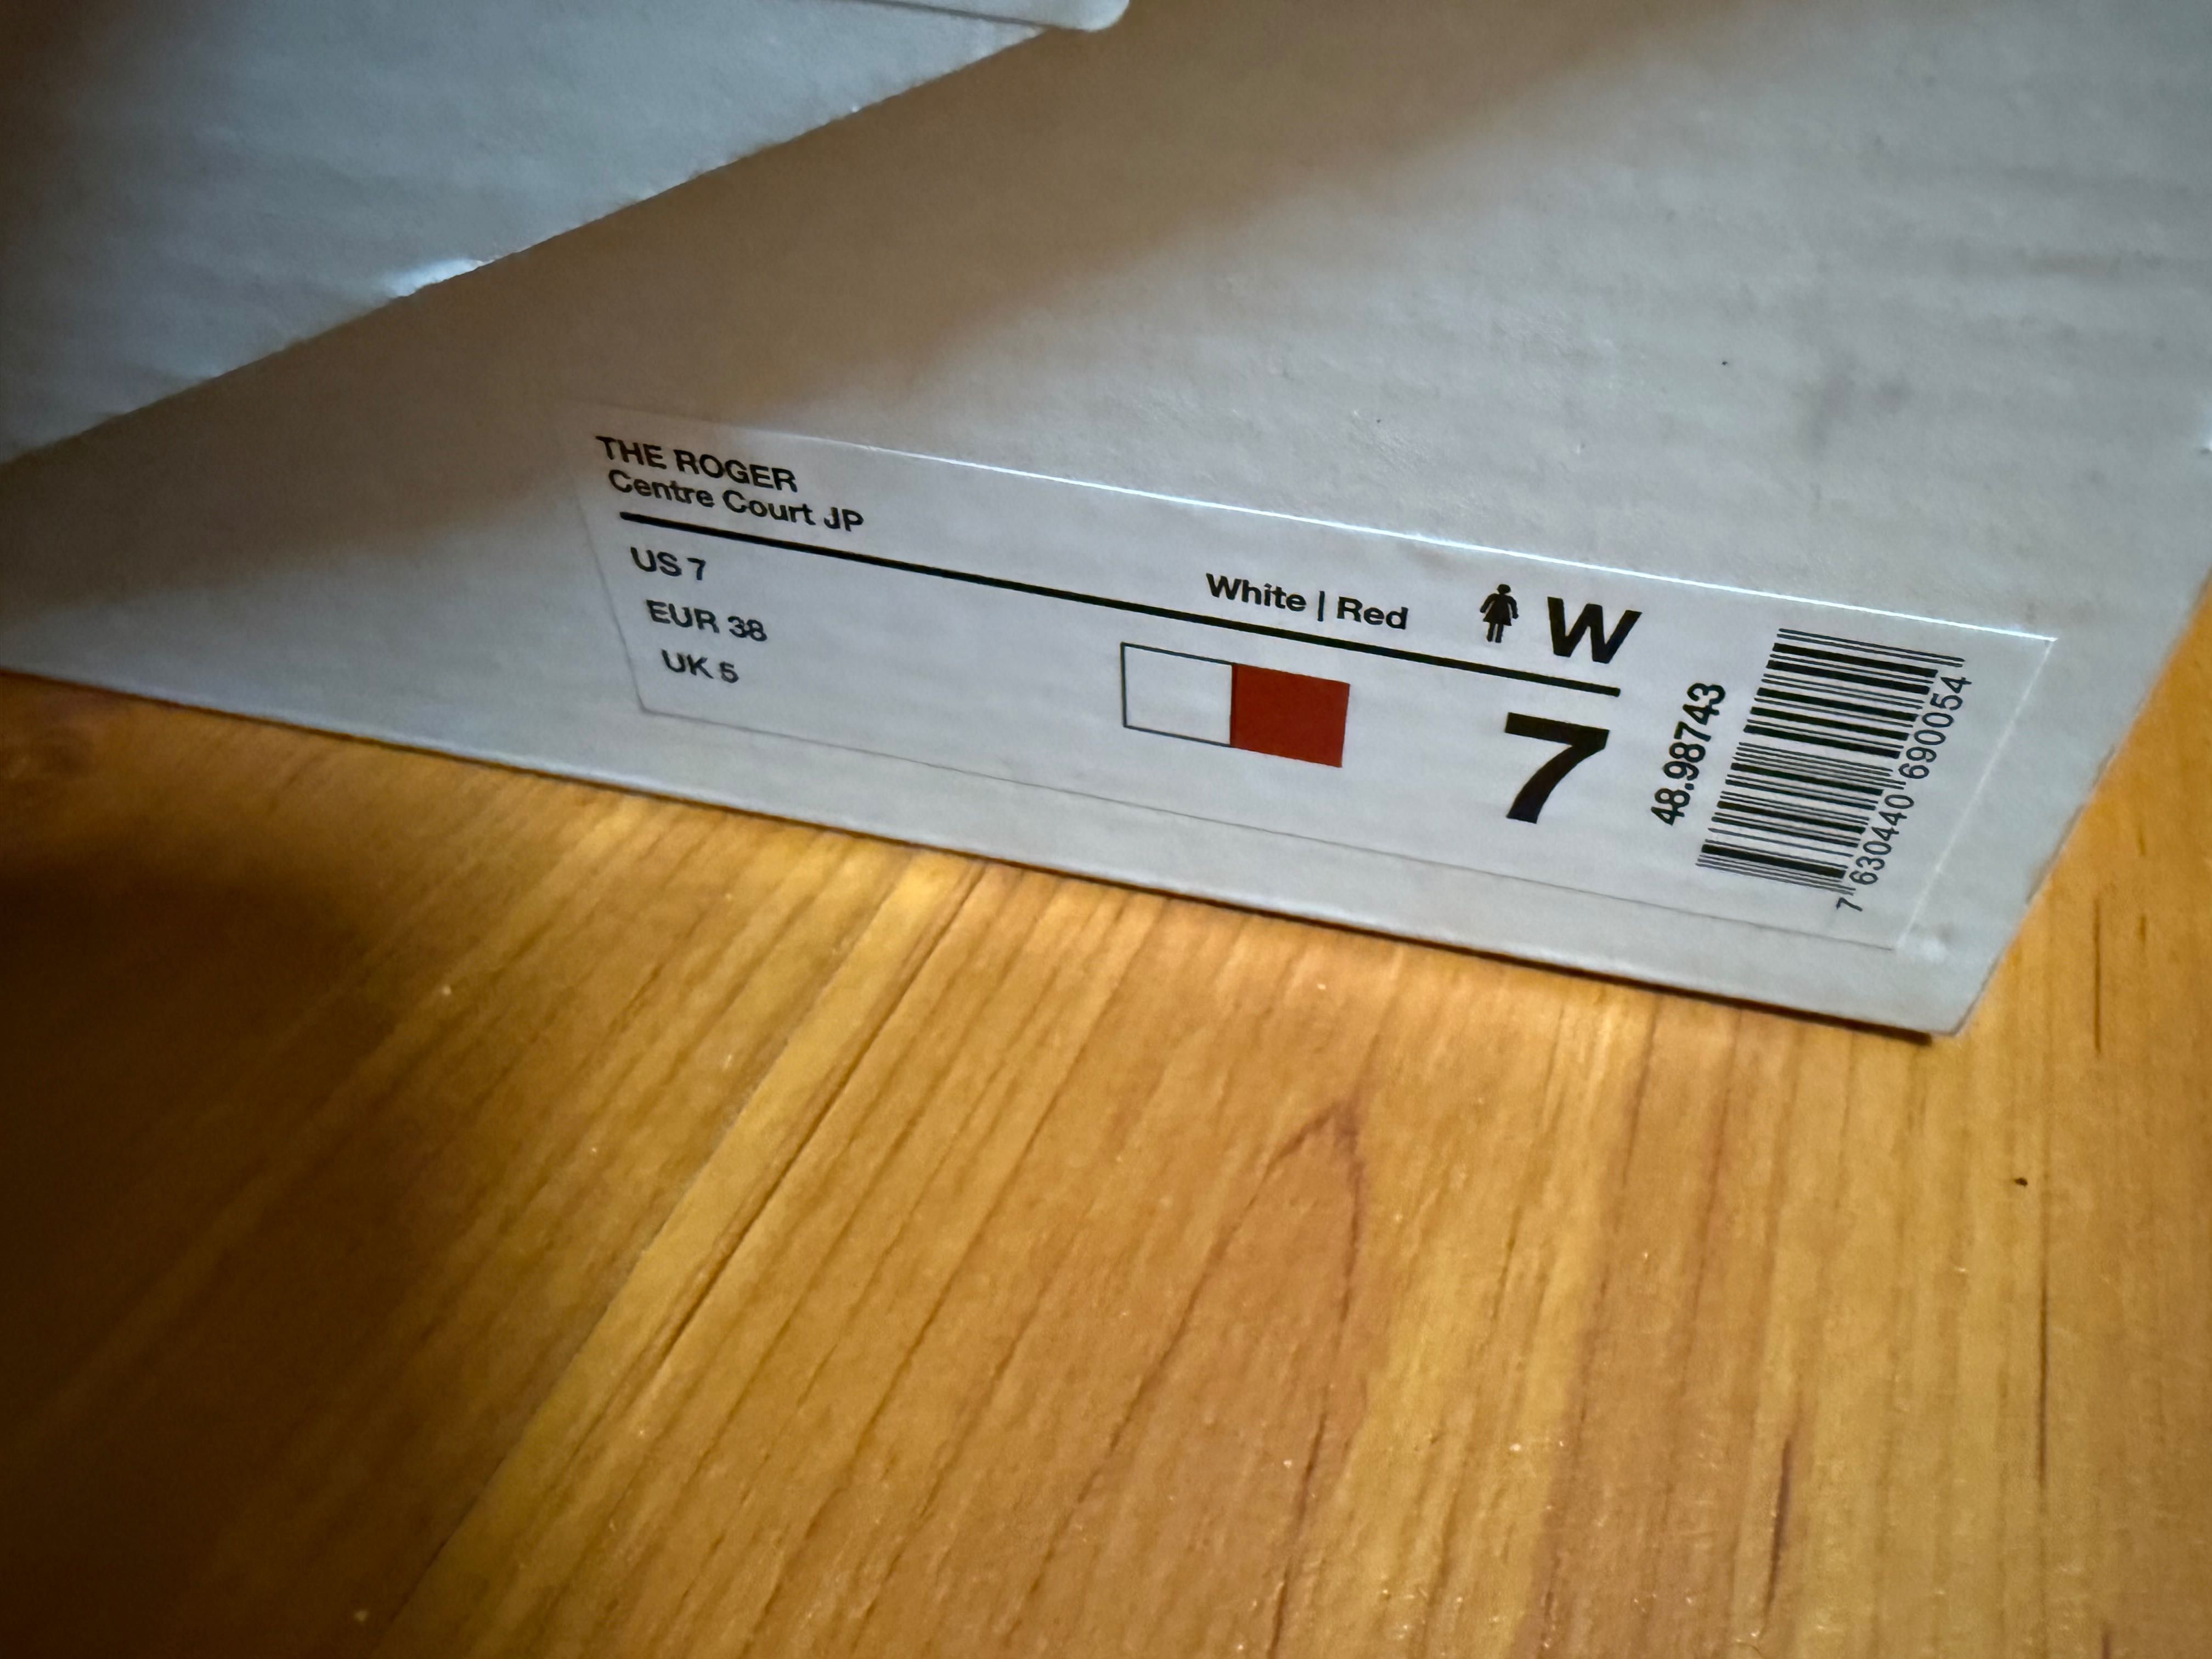 THE ROGER
Centre Court JP
US 7
EUR 38
UK 5
White | Red
W
7
48.98743
7 630440 690054